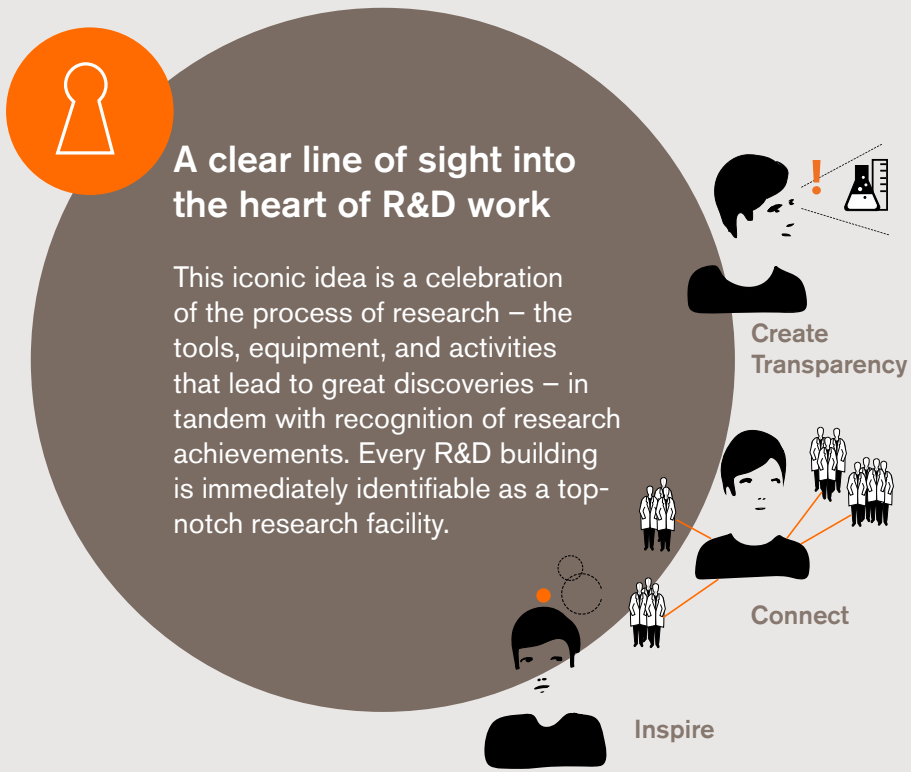 A clear line of sight into
the heart of R&D work
This iconic idea is a celebration
of the process of research – the
tools, equipment, and activities
that lead to great discoveries – in
tandem with recognition of research
achievements. Every R&D building
is immediately identifiable as a top-
notch research facility.
!
Create
Transparency
Connect
Inspire